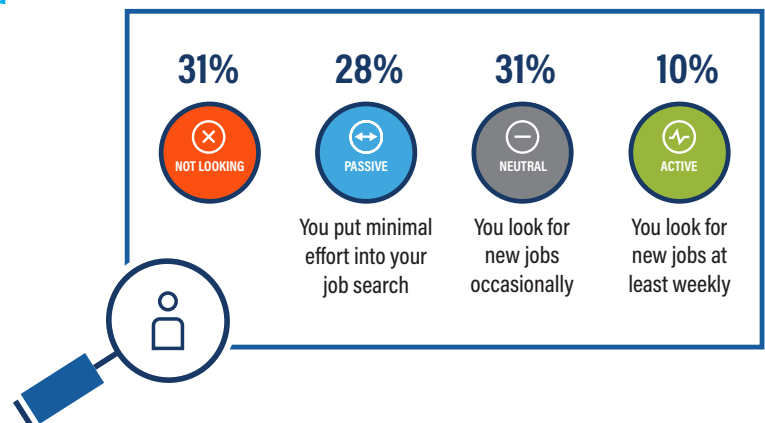 31%
28%
31%
10%
NOT LOOKING
PASSIVE
NEUTRAL
ACTIVE
You put minimal
effort into your
job search
You look for
new jobs
occasionally
You look for
new jobs at
least weekly